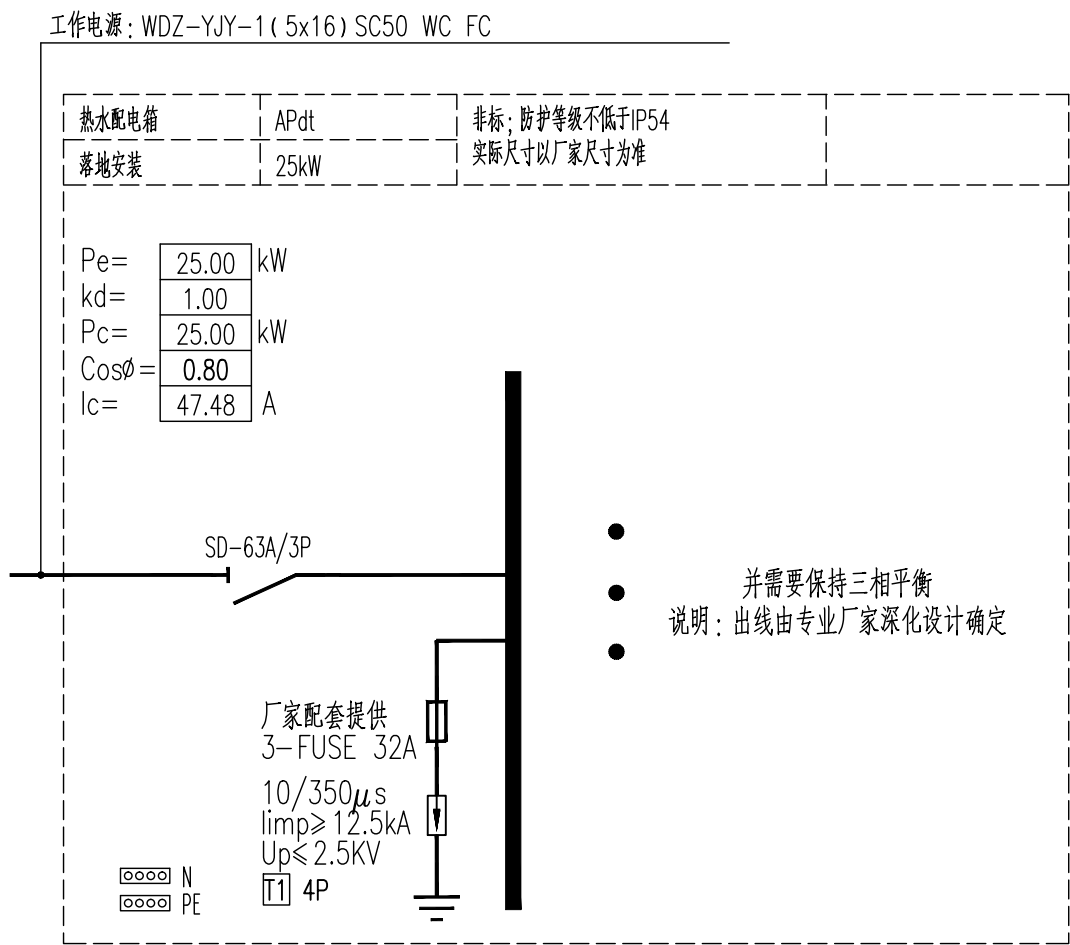 工作电源: WDZ-YJY-1(5x16)SC50 WC FC
热水配电箱 APdt 非标; 防护等级不低于IP54
落地安装 25kW 实际尺寸以厂家尺寸为准
Pe= 25.00 kW
kd= 1.00
Pc= 25.00 kW
Cosø= 0.80
Ic= 47.48 A
SD-63A/3P
并需要保持三相平衡
说明: 出线由专业厂家深化设计确定
厂家配套提供
3-FUSE 32A
10/350μs
Iimp≥12.5kA
Up≤2.5KV
T1 4P
N
PE